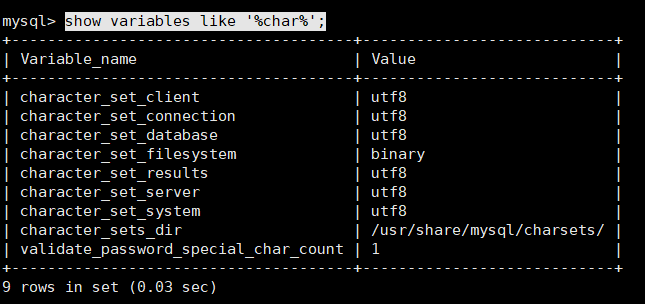 mysql> show variables like '%char%';
+--------------------------------------+----------------------------+
| Variable_name                        | Value                      |
+--------------------------------------+----------------------------+
| character_set_client                 | utf8                       |
| character_set_connection             | utf8                       |
| character_set_database               | utf8                       |
| character_set_filesystem             | binary                     |
| character_set_results                | utf8                       |
| character_set_server                 | utf8                       |
| character_set_system                 | utf8                       |
| character_sets_dir                   | /usr/share/mysql/charsets/ |
| validate_password_special_char_count | 1                          |
+--------------------------------------+----------------------------+
9 rows in set (0.03 sec)